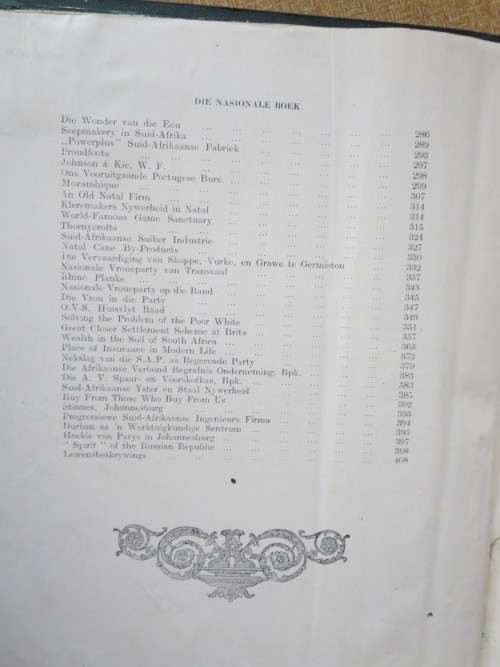 DIE NASIONALE BOEK.
Die Wonder van die Eeu ... 286
Seepmakery in Suid-Afrika ... 289
„Powerplus” Suid-Afrikaanse Fabriek ... 293
Proudfoots ... 297
Johnson & Kie, W. F. ... 298
Ons Vooruitgaande Portugese Bure ... 299
Mozambique ... 307
An Old Natal Firm ... 314
Kleremakers Nywerheid in Natal ... 314
World-Famous Game Sanctuary ... 315
Thornycrofts ... 324
Suid-Afrikaanse Suiker Industrie ... 327
Natal Cane By-Products ... 330
Die Vervaardiging van Skoppe, Vurke, en Grawe te Germiston ... 332
Nasionale Vroueparty van Transvaal ... 337
Rhine Planke ... 343
Nasionale Vroueparty op die Rand ... 345
Die Vrou in die Party ... 347
O.V.S. Huisvlyt Raad ... 349
Solving the Problem of the Poor White ... 351
Great Closer Settlement Scheme at Brits ... 357
Wealth in the Soil of South Africa ... 363
Place of Insurance in Modern Life ... 373
Nekslag van die S.A.P. as Regerende Party ... 379
Die Afrikaanse Verbond Begrafnis Onderneming, Bpk. ... 383
Die A. V. Spaar- en Voorskotkas, Bpk. ... 383
Suid-Afrikaanse Yster en Staal Nywerheid ... 385
Buy From Those Who Buy From Us ... 392
Stinnes, Johannesburg ... 393
Progressiewe Suid-Afrikaanse Ingenieurs Firma ... 394
Durban as 'n Werktuigkundige Sentrum ... 395
Hockis van Parys in Johannesburg ... 397
“ Spirit ” of the Russian Republic ... 398
Lewensbeskrywings ... 408